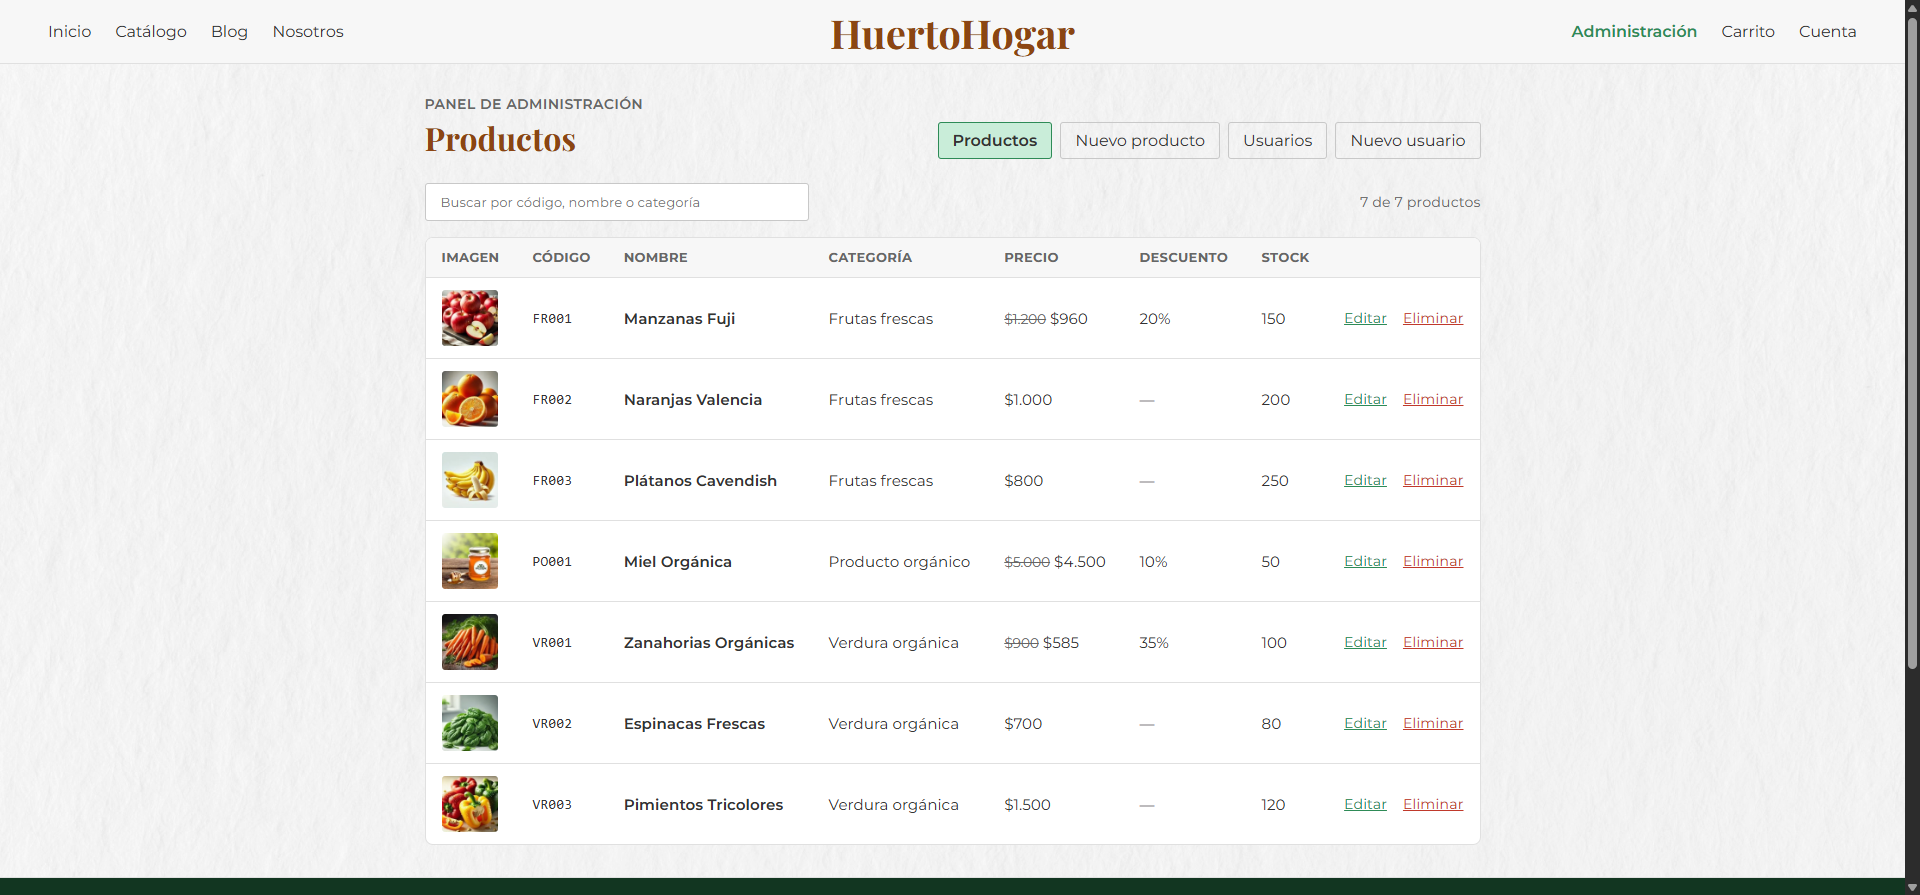 Inicio Catálogo Blog Nosotros HuertoHogar Administración Carrito Cuenta
PANEL DE ADMINISTRACIÓN
Productos
Productos Nuevo producto Usuarios Nuevo usuario
Buscar por código, nombre o categoría 7 de 7 productos
IMAGEN CÓDIGO NOMBRE CATEGORÍA PRECIO DESCUENTO STOCK
FR001 Manzanas Fuji Frutas frescas $1.200 $960 20% 150 Editar Eliminar
FR002 Naranjas Valencia Frutas frescas $1.000 — 200 Editar Eliminar
FR003 Plátanos Cavendish Frutas frescas $800 — 250 Editar Eliminar
PO001 Miel Orgánica Producto orgánico $5.000 $4.500 10% 50 Editar Eliminar
VR001 Zanahorias Orgánicas Verdura orgánica $900 $585 35% 100 Editar Eliminar
VR002 Espinacas Frescas Verdura orgánica $700 — 80 Editar Eliminar
VR003 Pimientos Tricolores Verdura orgánica $1.500 — 120 Editar Eliminar